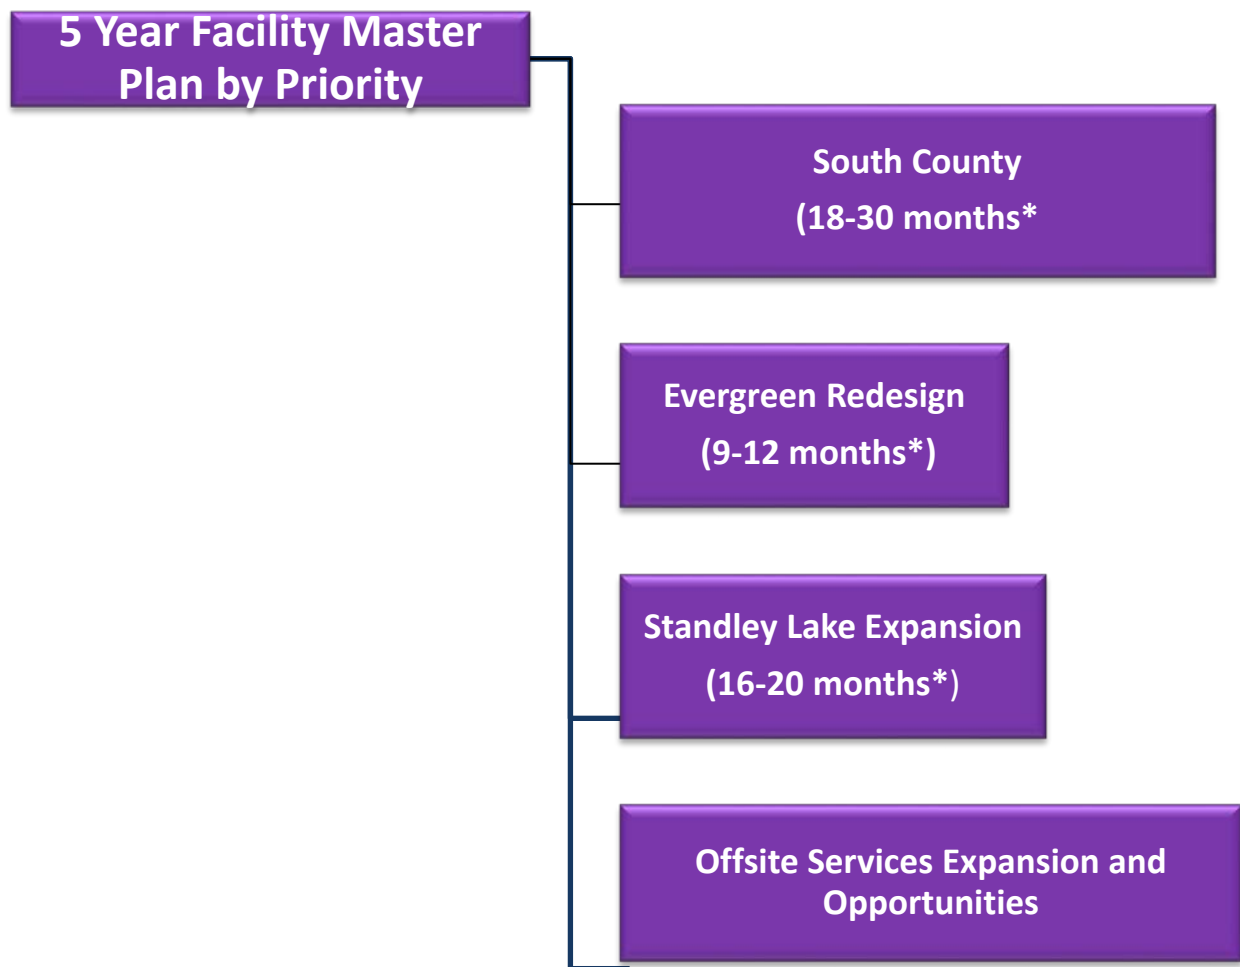 5 Year Facility Master
Plan by Priority
South County
(18-30 months*
Evergreen Redesign
(9-12 months*)
Standley Lake Expansion
(16-20 months*)
Offsite Services Expansion and
Opportunities